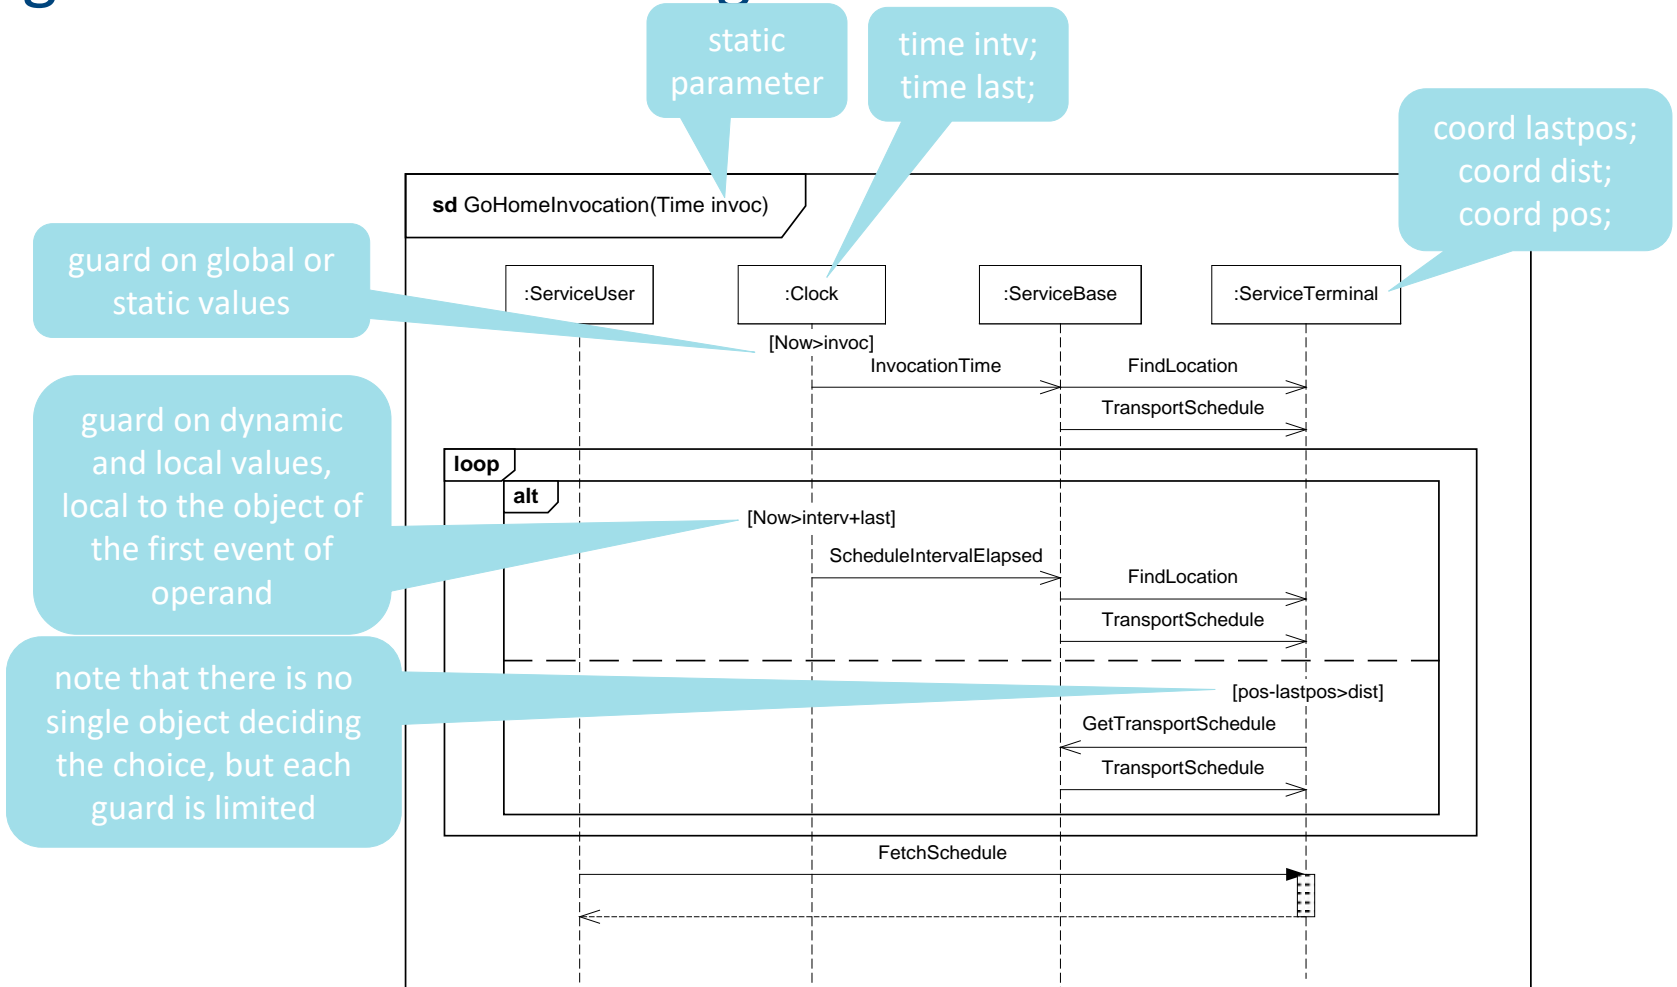 static
parameter
time intv;
time last;
coord lastpos;
coord dist;
coord pos;
sd GoHomeInvocation(Time invoc)
guard on global or
static values
:ServiceUser
:Clock
:ServiceBase
:ServiceTerminal
[Now>invoc]
InvocationTime
FindLocation
TransportSchedule
guard on dynamic
and local values,
local to the object of
the first event of
operand
loop
alt
[Now>interv+last]
ScheduleIntervalElapsed
FindLocation
TransportSchedule
note that there is no
single object deciding
the choice, but each
guard is limited
[pos-lastpos>dist]
GetTransportSchedule
TransportSchedule
FetchSchedule